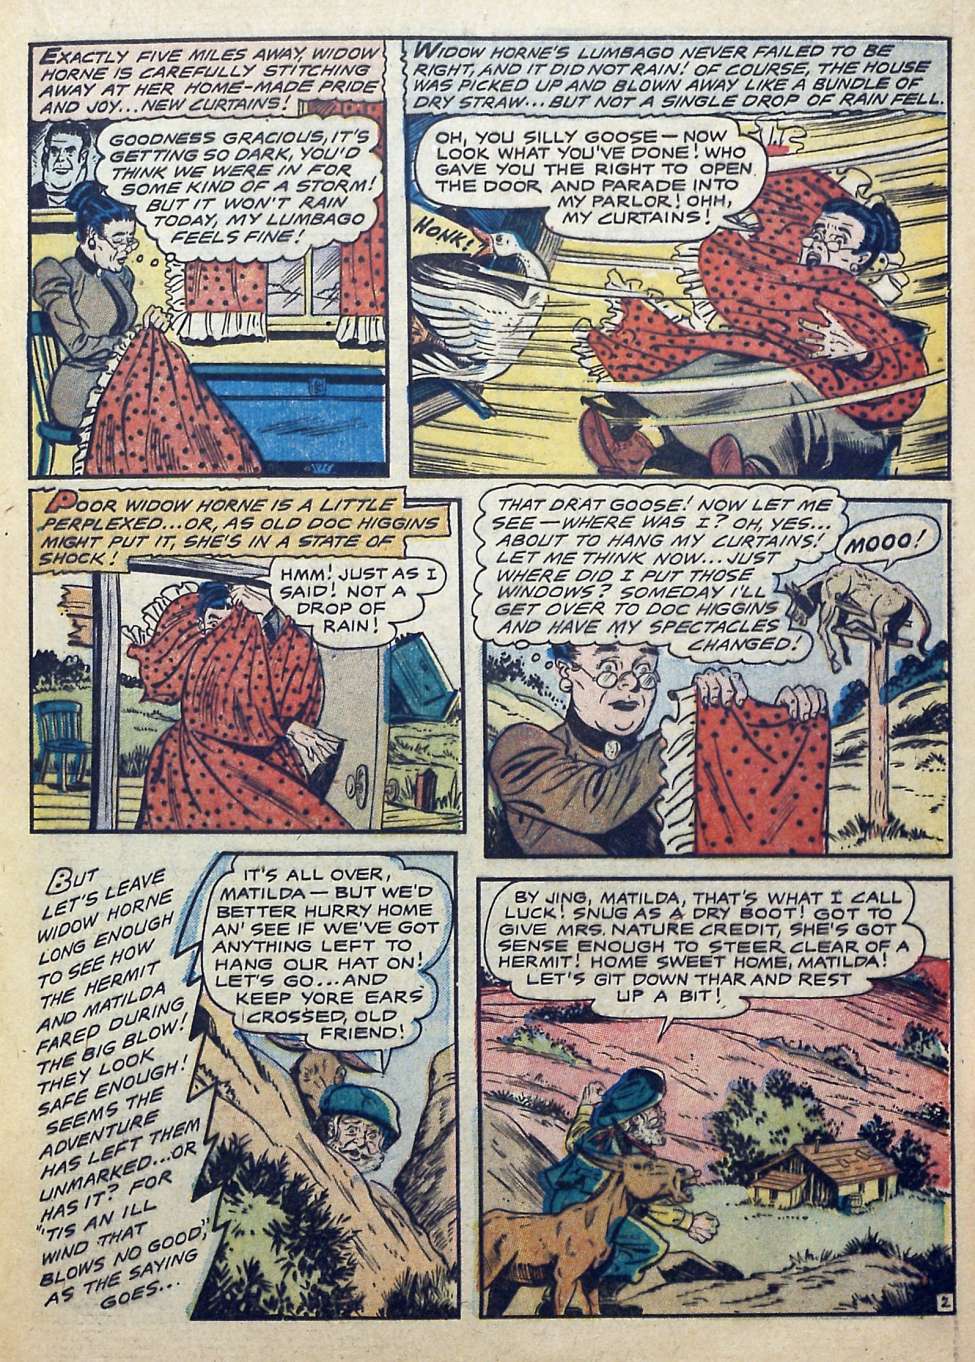 EXACTLY FIVE MILES AWAY, WIDOW
HORNE IS CAREFULLY STITCHING
AWAY AT HER HOME-MADE PRIDE
AND JOY... NEW CURTAINS!
GOODNESS GRACIOUS, IT'S
GETTING SO DARK, YOU'D
THINK WE WERE IN FOR
SOME KIND OF A STORM!
BUT IT WON'T RAIN
TODAY, MY LUMBAGO
FEELS FINE!
WIDOW HORNE'S LUMBAGO NEVER FAILED TO BE
RIGHT, AND IT DID NOT RAIN! OF COURSE, THE HOUSE
WAS PICKED UP AND BLOWN AWAY LIKE A BUNDLE OF
DRY STRAW... BUT NOT A SINGLE DROP OF RAIN FELL.
OH, YOU SILLY GOOSE — NOW
LOOK WHAT YOU'VE DONE! WHO
GAVE YOU THE RIGHT TO OPEN
THE DOOR AND PARADE INTO
MY PARLOR! OHH,
MY CURTAINS!
HONK!
POOR WIDOW HORNE IS A LITTLE
PERPLEXED... OR, AS OLD DOC HIGGINS
MIGHT PUT IT, SHE'S IN A STATE OF
SHOCK!
HMM! JUST AS I
SAID! NOT A
DROP OF
RAIN!
THAT DRAT GOOSE! NOW LET ME
SEE — WHERE WAS I? OH, YES...
ABOUT TO HANG MY CURTAINS!
LET ME THINK NOW... JUST
WHERE DID I PUT THOSE
WINDOWS? SOMEDAY I'LL
GET OVER TO DOC HIGGINS
AND HAVE MY SPECTACLES
CHANGED!
MOOO!
BUT
LET'S LEAVE
WIDOW HORNE
LONG ENOUGH
TO SEE HOW
THE HERMIT
AND MATILDA
FARED DURING
THE BIG BLOW!
THEY LOOK
SAFE ENOUGH!
SEEMS THE
ADVENTURE
HAS LEFT THEM
UNMARKED... OR
HAS IT? FOR
"'TIS AN ILL
WIND THAT
BLOWS NO GOOD,"
AS THE SAYING
GOES...
IT'S ALL OVER,
MATILDA — BUT WE'D
BETTER HURRY HOME
AN' SEE IF WE'VE GOT
ANYTHING LEFT TO
HANG OUR HAT ON!
LET'S GO... AND
KEEP YORE EARS
CROSSED, OLD
FRIEND!
BY JING, MATILDA, THAT'S WHAT I CALL
LUCK! SNUG AS A DRY BOOT! GOT TO
GIVE MRS. NATURE CREDIT, SHE'S GOT
SENSE ENOUGH TO STEER CLEAR OF A
HERMIT! HOME SWEET HOME, MATILDA!
LET'S GIT DOWN THAR AND REST
UP A BIT!
2